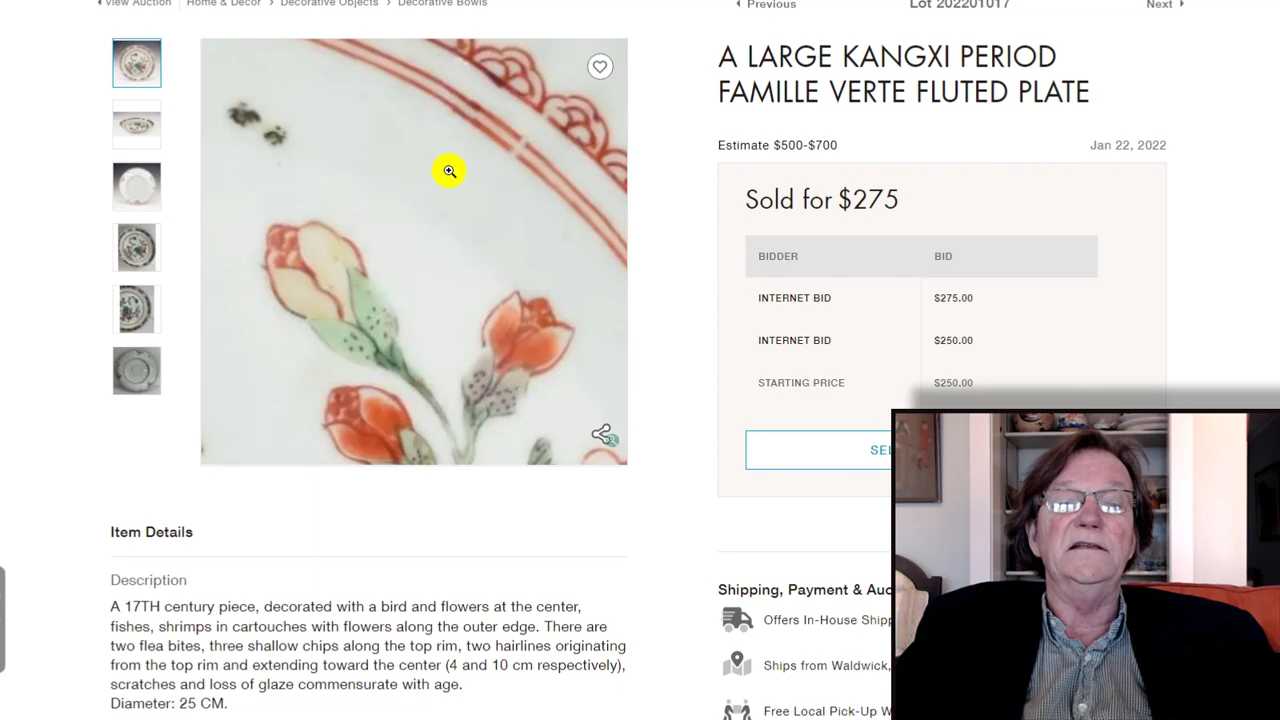 View Auction
Home & Decor > Decorative Objects > Decorative Bowls
Previous
Lot 202201017
Next
A LARGE KANGXI PERIOD
FAMILLE VERTE FLUTED PLATE
Estimate $500-$700
Jan 22, 2022
Sold for $275
BIDDER
BID
INTERNET BID
$275.00
INTERNET BID
$250.00
STARTING PRICE
$250.00
Item Details
Description
A 17TH century piece, decorated with a bird and flowers at the center,
fishes, shrimps in cartouches with flowers along the outer edge. There are
two flea bites, three shallow chips along the top rim, two hairlines originating
from the top rim and extending toward the center (4 and 10 cm respectively),
scratches and loss of glaze commensurate with age.
Diameter: 25 CM.
Shipping, Payment &
Offers In-House
Ships from Waldwick,
Free Local Pick-Up